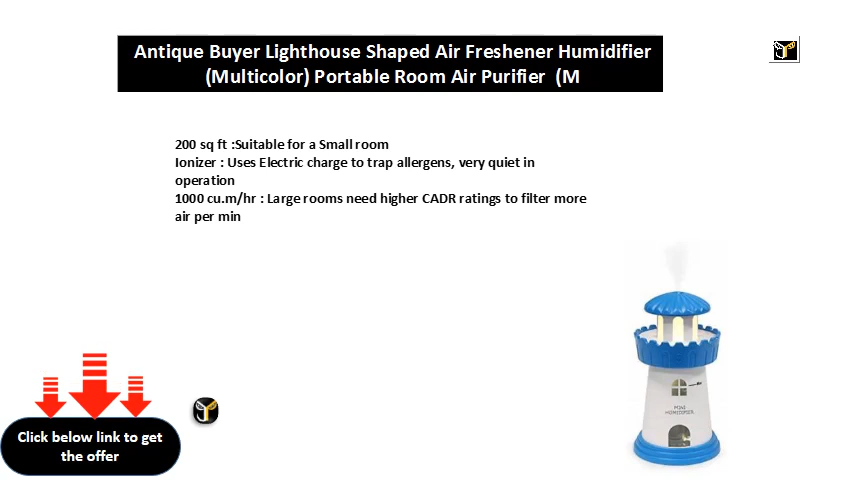 Antique Buyer Lighthouse Shaped Air Freshener Humidifier
(Multicolor) Portable Room Air Purifier  (M
200 sq ft :Suitable for a Small room
Ionizer : Uses Electric charge to trap allergens, very quiet in
operation
1000 cu.m/hr : Large rooms need higher CADR ratings to filter more
air per min
MINI
HUMIDIFIER
Click below link to get
the offer